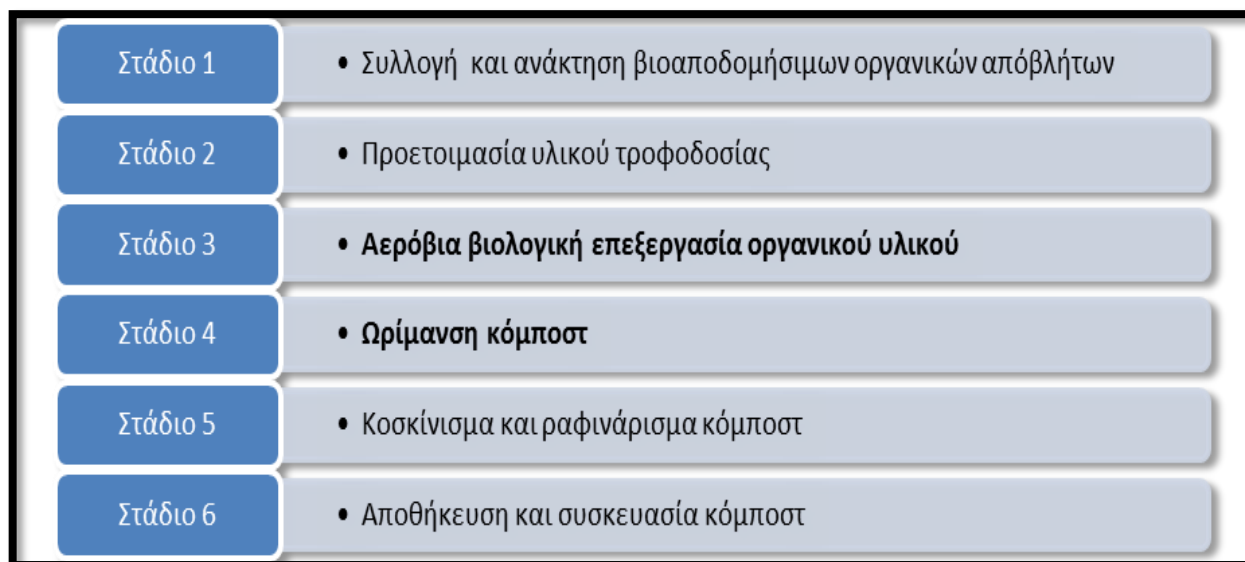 Στάδιο 1
• Συλλογή και ανάκτηση βιοαποδομήσιμων οργανικών απόβλήτων
Στάδιο 2
• Προετοιμασία υλικού τροφοδοσίας
Στάδιο 3
• Αερόβια βιολογική επεξεργασία οργανικού υλικού
Στάδιο 4
• Ωρίμανση κόμποστ
Στάδιο 5
• Κοσκίνισμα και ραφινάρισμα κόμποστ
Στάδιο 6
• Αποθήκευση και συσκευασία κόμποστ